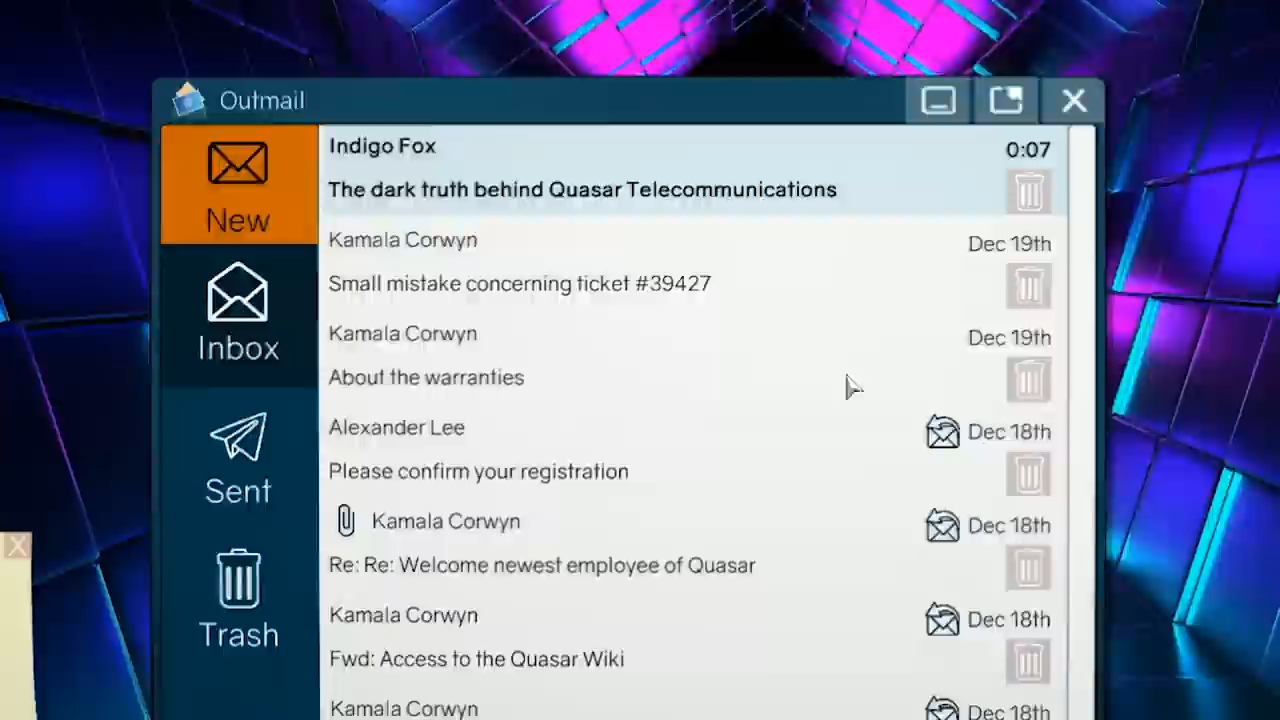 Outmail
New
Inbox
Sent
Trash
Indigo Fox
0:07
The dark truth behind Quasar Telecommunications
Kamala Corwyn
Dec 19th
Small mistake concerning ticket #39427
Kamala Corwyn
Dec 19th
About the warranties
Alexander Lee
Dec 18th
Please confirm your registration
Kamala Corwyn
Dec 18th
Re: Re: Welcome newest employee of Quasar
Kamala Corwyn
Dec 18th
Fwd: Access to the Quasar Wiki
Kamala Corwyn
Dec 18th